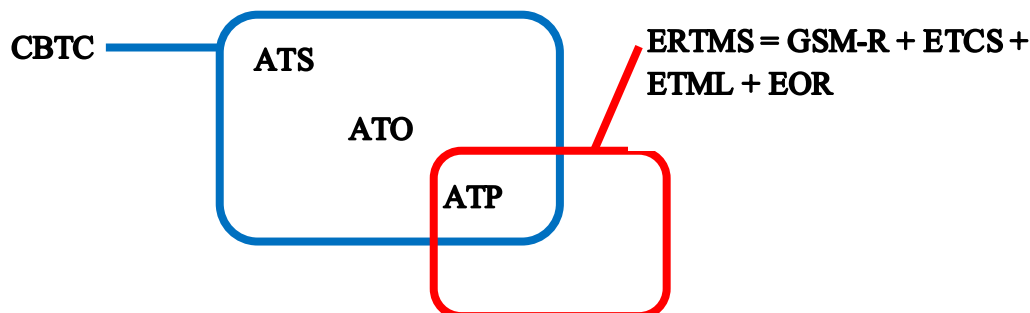 CBTC
ATS
ERTMS = GSM-R + ETCS +
ETML + EOR
ATO
ATP